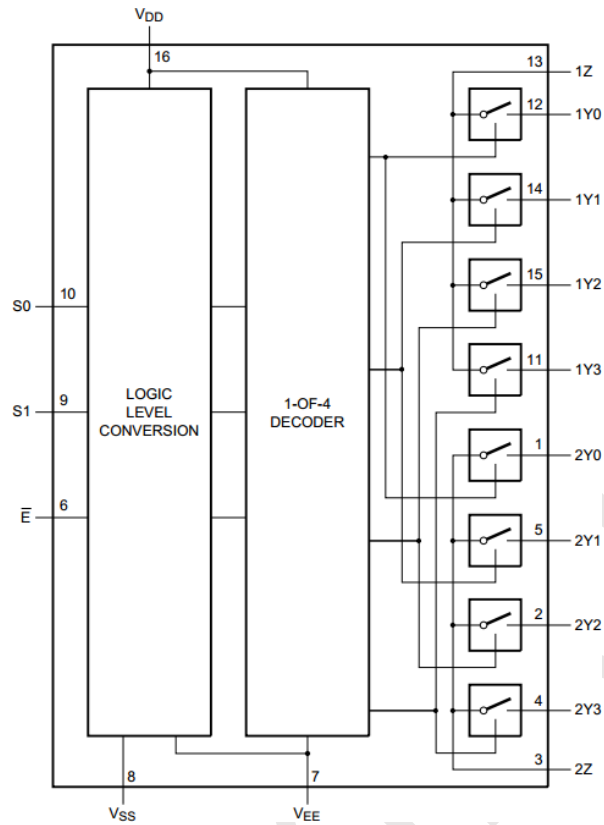 VDD
16
13 1Z
12 1Y0
14 1Y1
15 1Y2
10
S0
11 1Y3
9
S1
LOGIC
LEVEL
CONVERSION
1-OF-4
DECODER
1 2Y0
6
E̅
5 2Y1
2 2Y2
4 2Y3
3 2Z
8
7
VSS
VEE